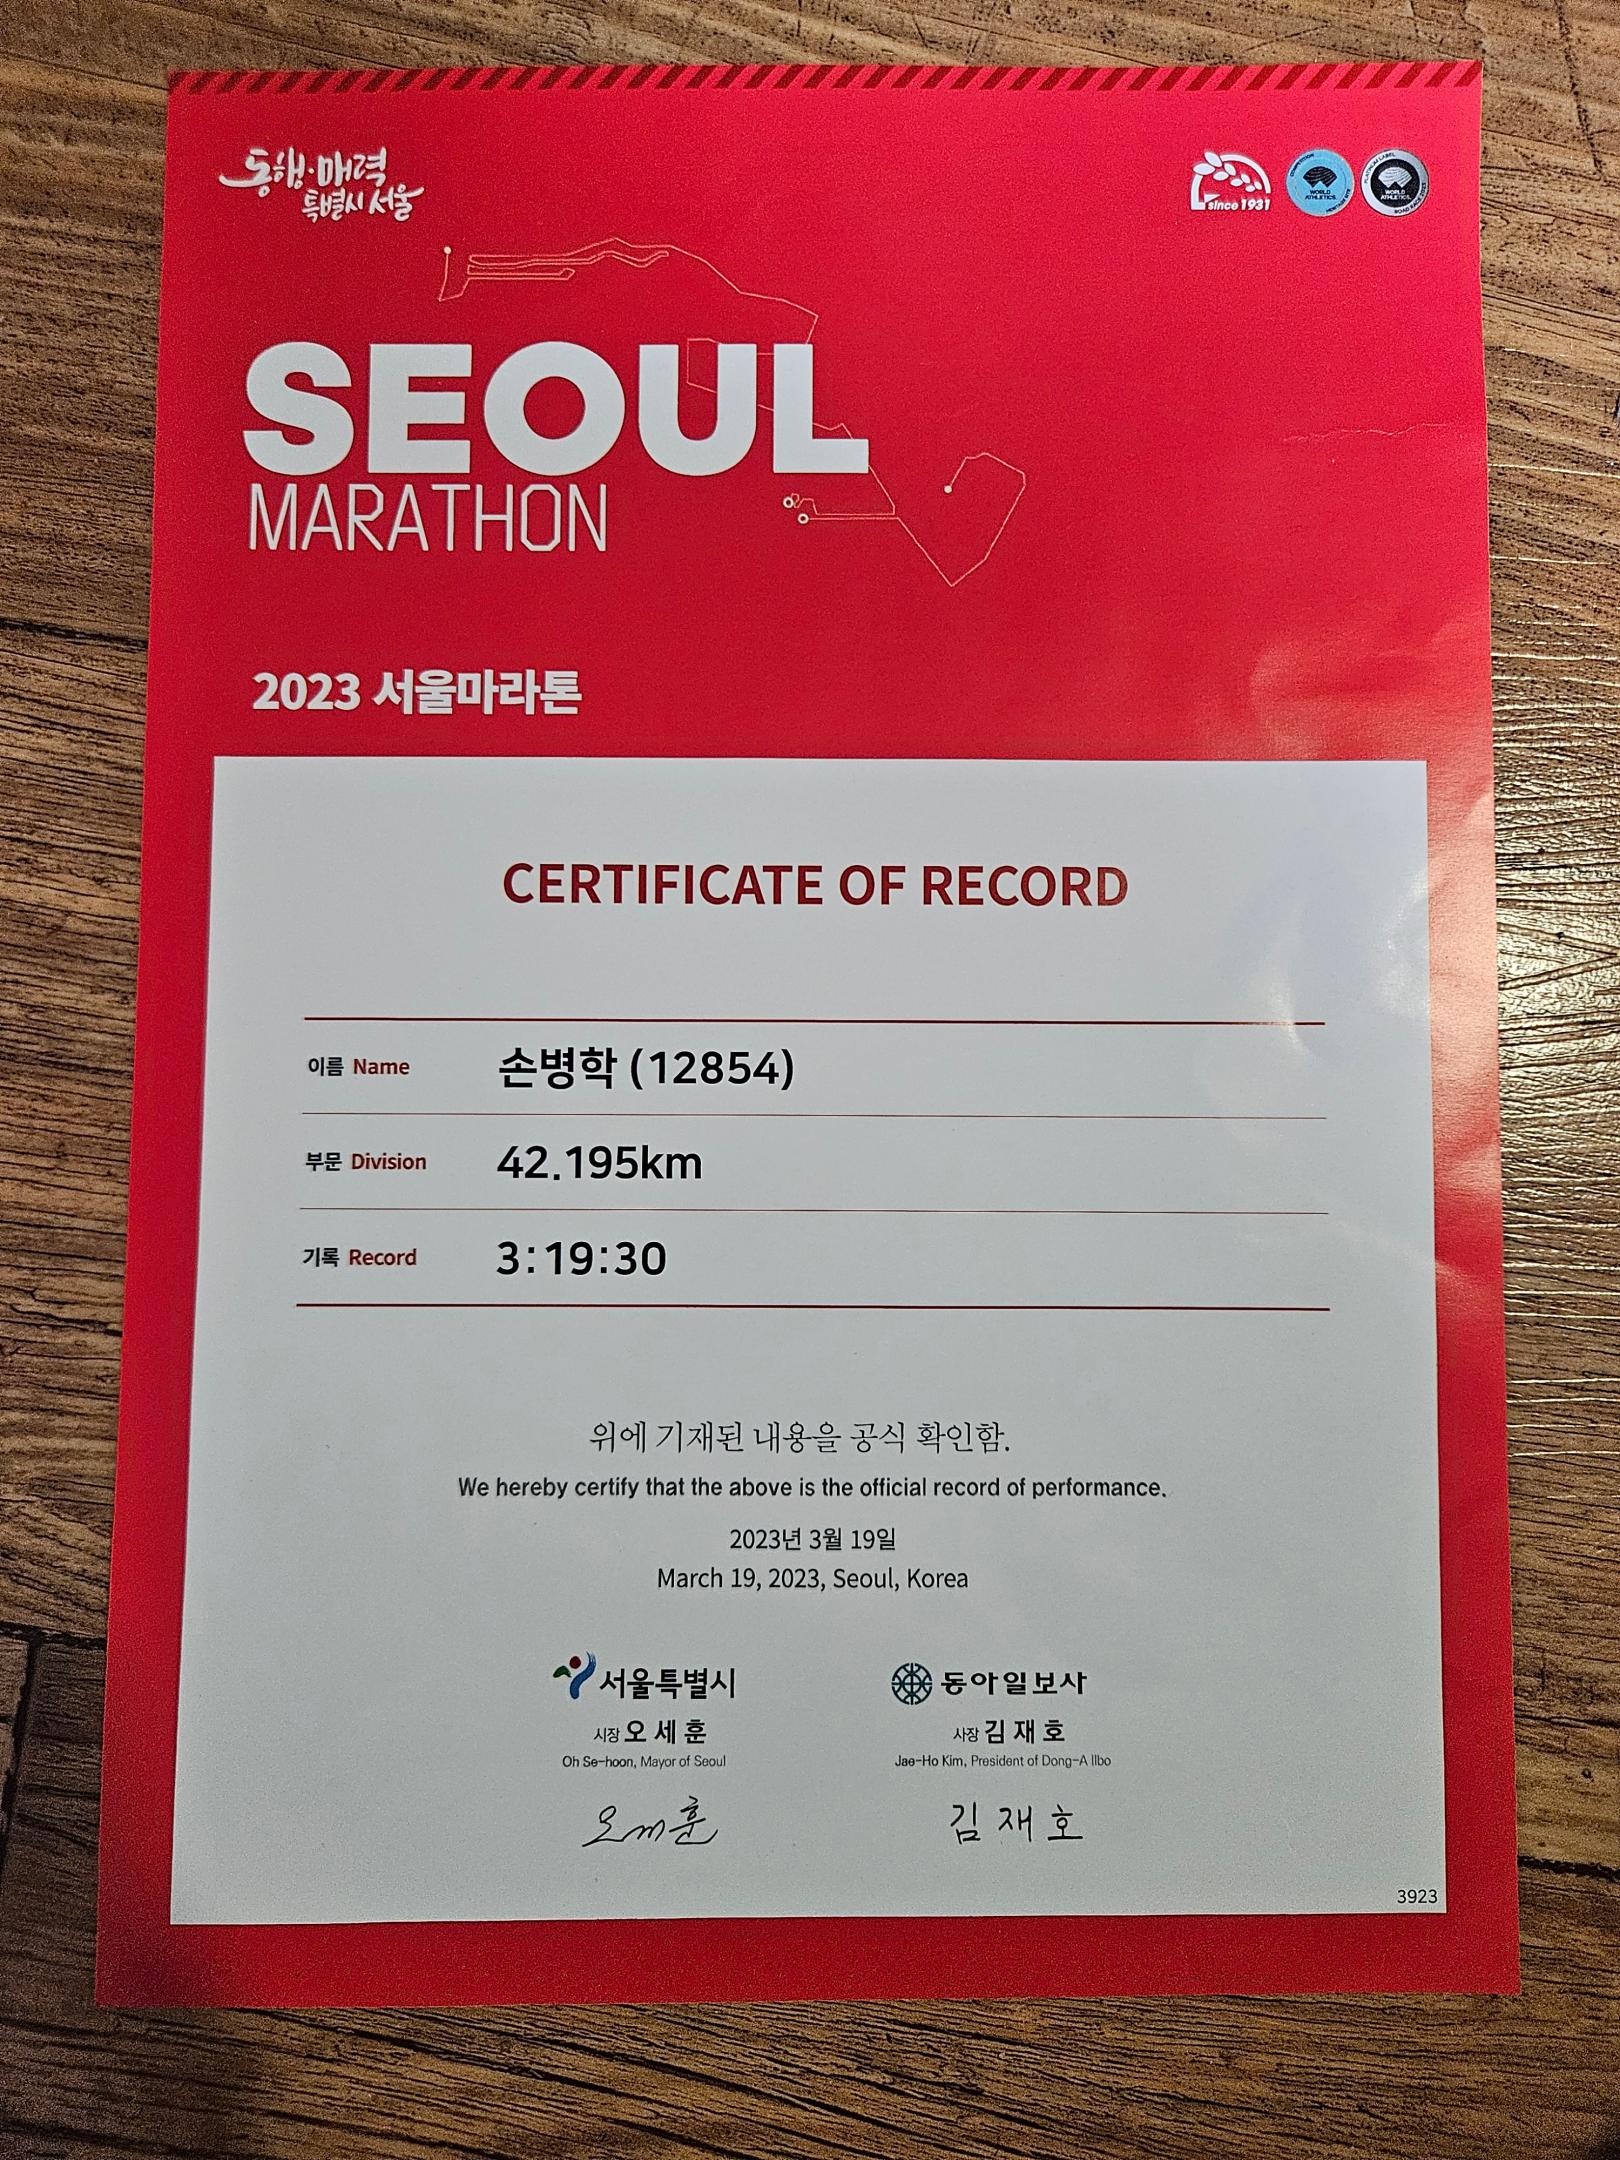 동행·매력
특별시 서울
since 1931
WORLD
ATHLETICS.
WORLD
ATHLETICS.
SEOUL
MARATHON
2023 서울마라톤
CERTIFICATE OF RECORD
이름 Name 손병학 (12854)
부문 Division 42.195km
기록 Record 3:19:30
위에 기재된 내용을 공식 확인함.
We hereby certify that the above is the official record of performance.
2023년 3월 19일
March 19, 2023, Seoul, Korea
서울특별시 동아일보사
시장 오세훈 사장 김재호
Oh Se-hoon, Mayor of Seoul Jae-Ho Kim, President of Dong-A Ilbo
오세훈 김재호
3923